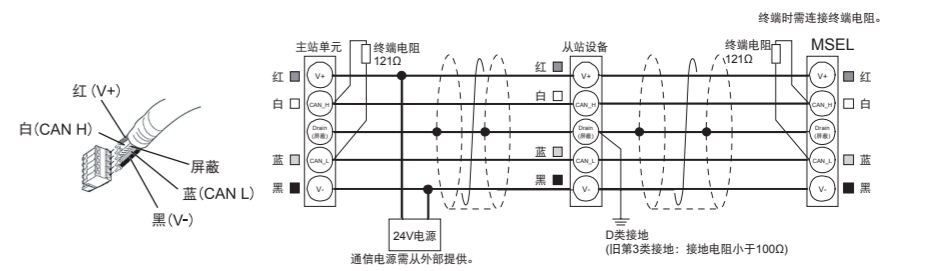 终端时需连接终端电阻。
主站单元
终端电阻
121Ω
从站设备
终端电阻
121Ω
MSEL
红(V+)
白(CAN H)
屏蔽
蓝(CAN L)
黑(V-)
红
V+
红
V+
V+
红
白
CAN_H
白
CAN_H
CAN_H
白
Drain
(屏蔽)
Drain
(屏蔽)
Drain
(屏蔽)
蓝
CAN_L
蓝
CAN_L
CAN_L
蓝
黑
V-
黑
V-
V-
黑
24V电源
通信电源需从外部提供。
D类接地
(旧第3类接地：接地电阻小于100Ω)